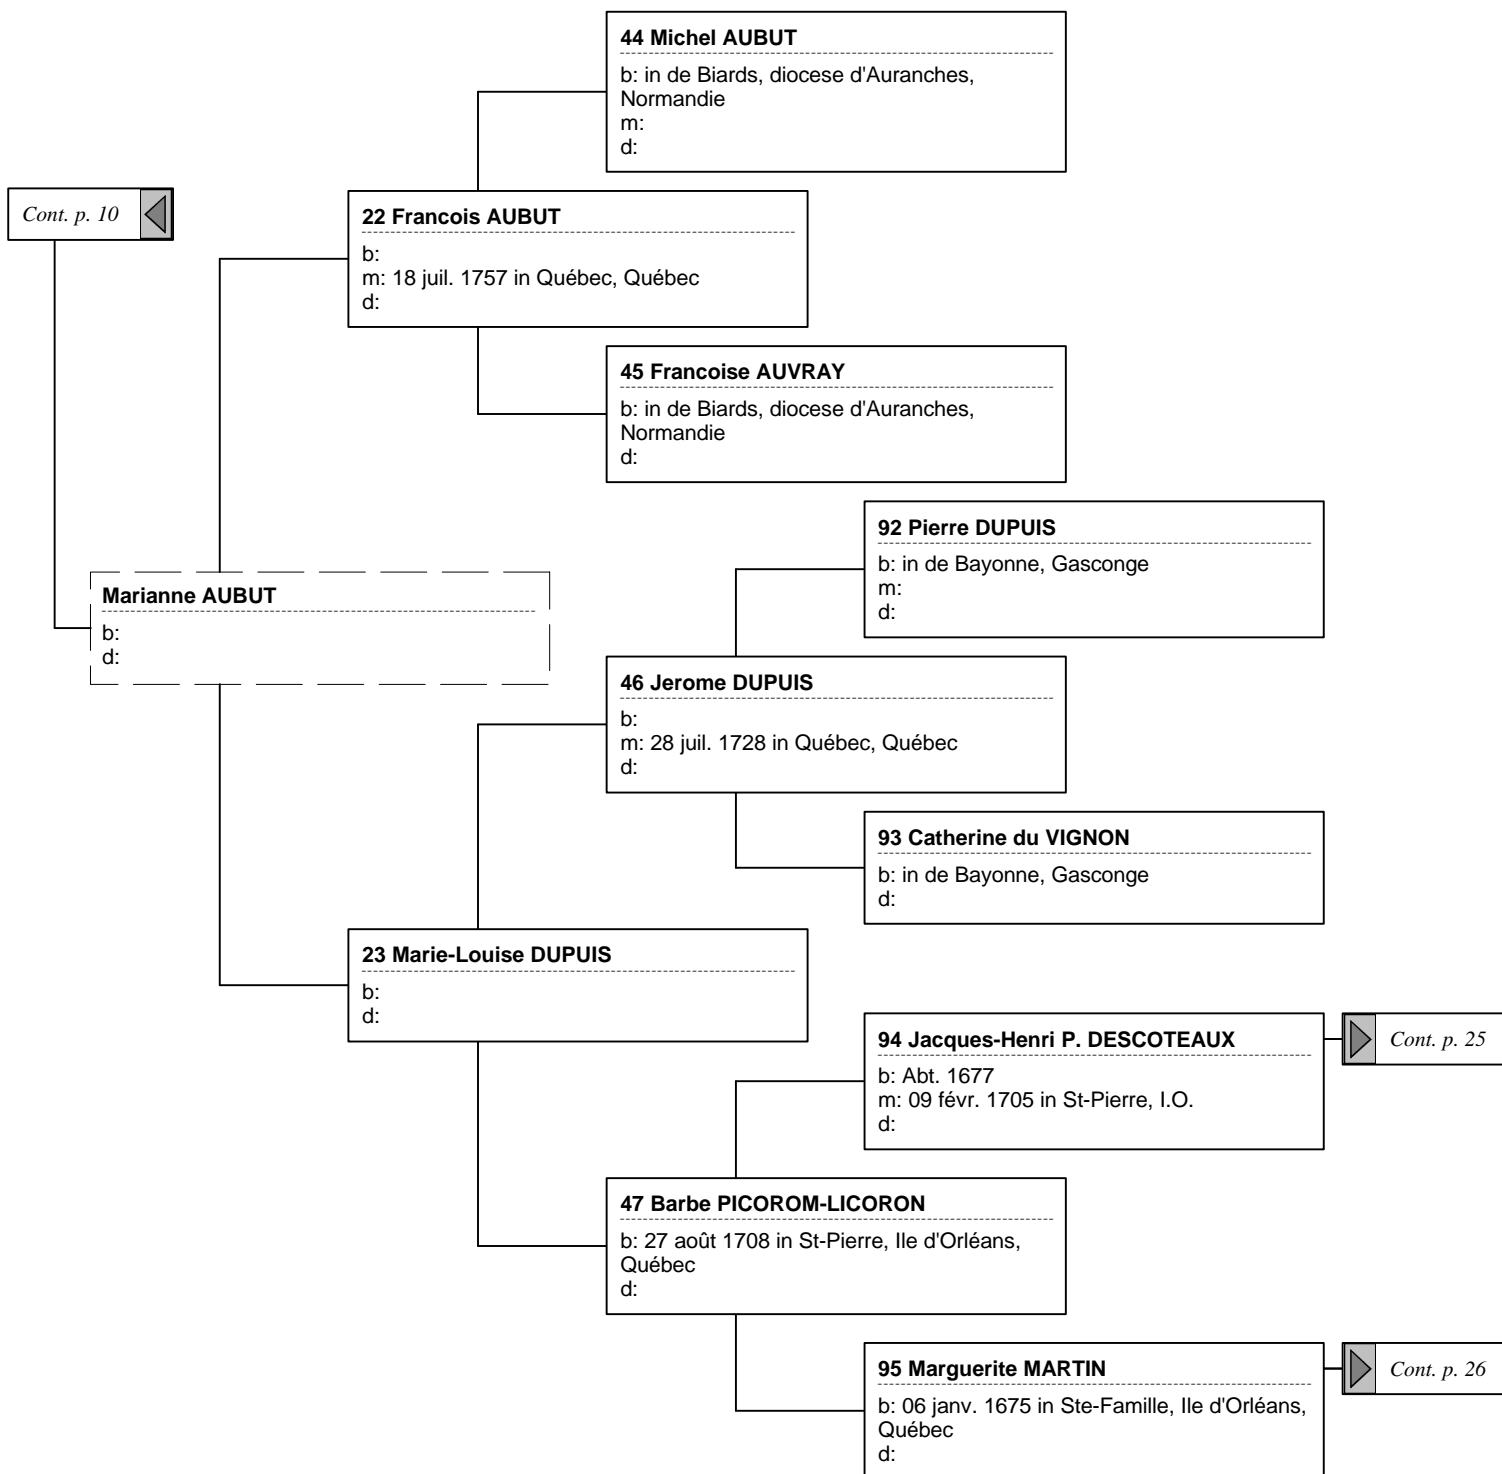 44 Michel AUBUT
b: in de Biards, diocese d'Auranches,
Normandie
m:
d:
Cont. p. 10
22 Francois AUBUT
b:
m: 18 juil. 1757 in Québec, Québec
d:
45 Francoise AUVRAY
b: in de Biards, diocese d'Auranches,
Normandie
d:
92 Pierre DUPUIS
b: in de Bayonne, Gasconge
m:
d:
Marianne AUBUT
b:
d:
46 Jerome DUPUIS
b:
m: 28 juil. 1728 in Québec, Québec
d:
93 Catherine du VIGNON
b: in de Bayonne, Gasconge
d:
23 Marie-Louise DUPUIS
b:
d:
94 Jacques-Henri P. DESCOTEAUX
b: Abt. 1677
m: 09 févr. 1705 in St-Pierre, I.O.
d:
Cont. p. 25
47 Barbe PICOROM-LICORON
b: 27 août 1708 in St-Pierre, Ile d'Orléans,
Québec
d:
95 Marguerite MARTIN
b: 06 janv. 1675 in Ste-Famille, Ile d'Orléans,
Québec
d:
Cont. p. 26